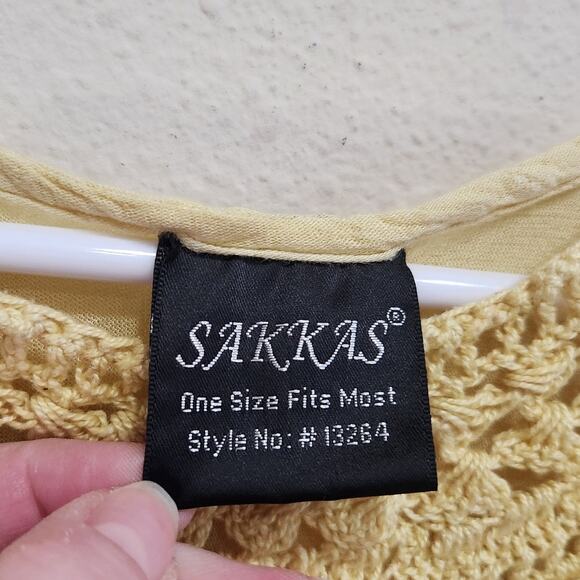 SAKKAS®
One Size Fits Most
Style No: # 13264